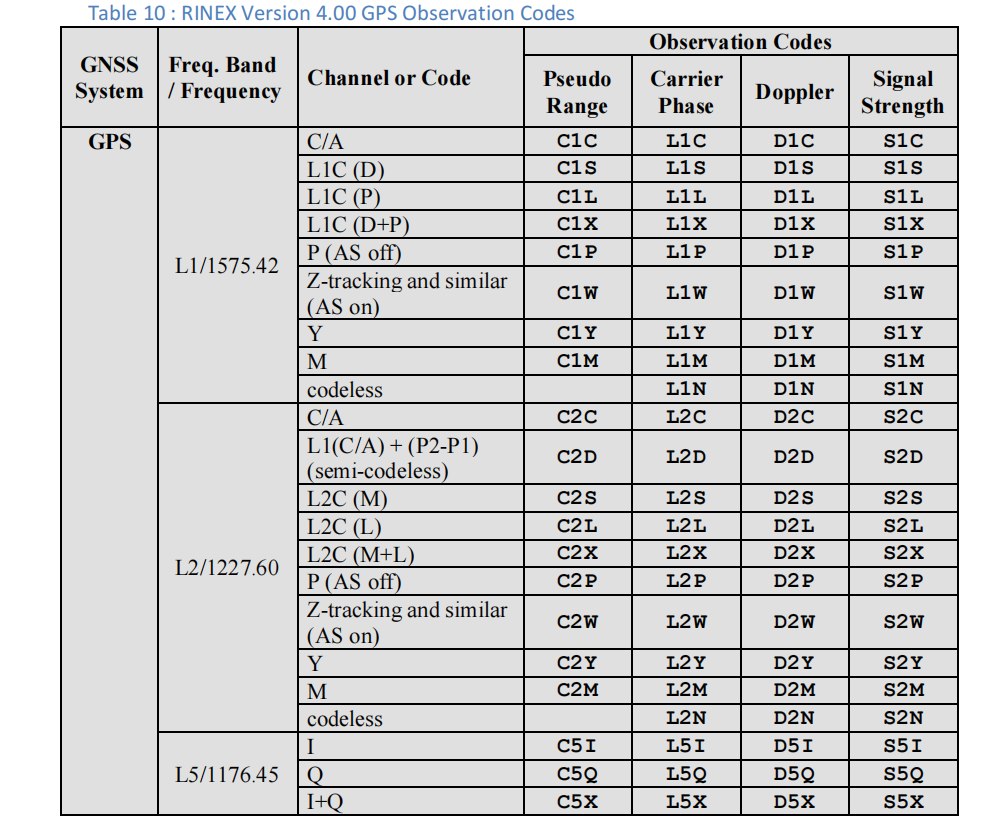 Table 10 : RINEX Version 4.00 GPS Observation Codes
GNSS System Freq. Band / Frequency Channel or Code Observation Codes
Pseudo Range Carrier Phase Doppler Signal Strength
GPS
L1/1575.42
C/A C1C L1C D1C S1C
L1C (D) C1S L1S D1S S1S
L1C (P) C1L L1L D1L S1L
L1C (D+P) C1X L1X D1X S1X
P (AS off) C1P L1P D1P S1P
Z-tracking and similar
(AS on) C1W L1W D1W S1W
Y C1Y L1Y D1Y S1Y
M C1M L1M D1M S1M
codeless L1N D1N S1N
L2/1227.60
C/A C2C L2C D2C S2C
L1(C/A) + (P2-P1)
(semi-codeless) C2D L2D D2D S2D
L2C (M) C2S L2S D2S S2S
L2C (L) C2L L2L D2L S2L
L2C (M+L) C2X L2X D2X S2X
P (AS off) C2P L2P D2P S2P
Z-tracking and similar
(AS on) C2W L2W D2W S2W
Y C2Y L2Y D2Y S2Y
M C2M L2M D2M S2M
codeless L2N D2N S2N
L5/1176.45
I C5I L5I D5I S5I
Q C5Q L5Q D5Q S5Q
I+Q C5X L5X D5X S5X